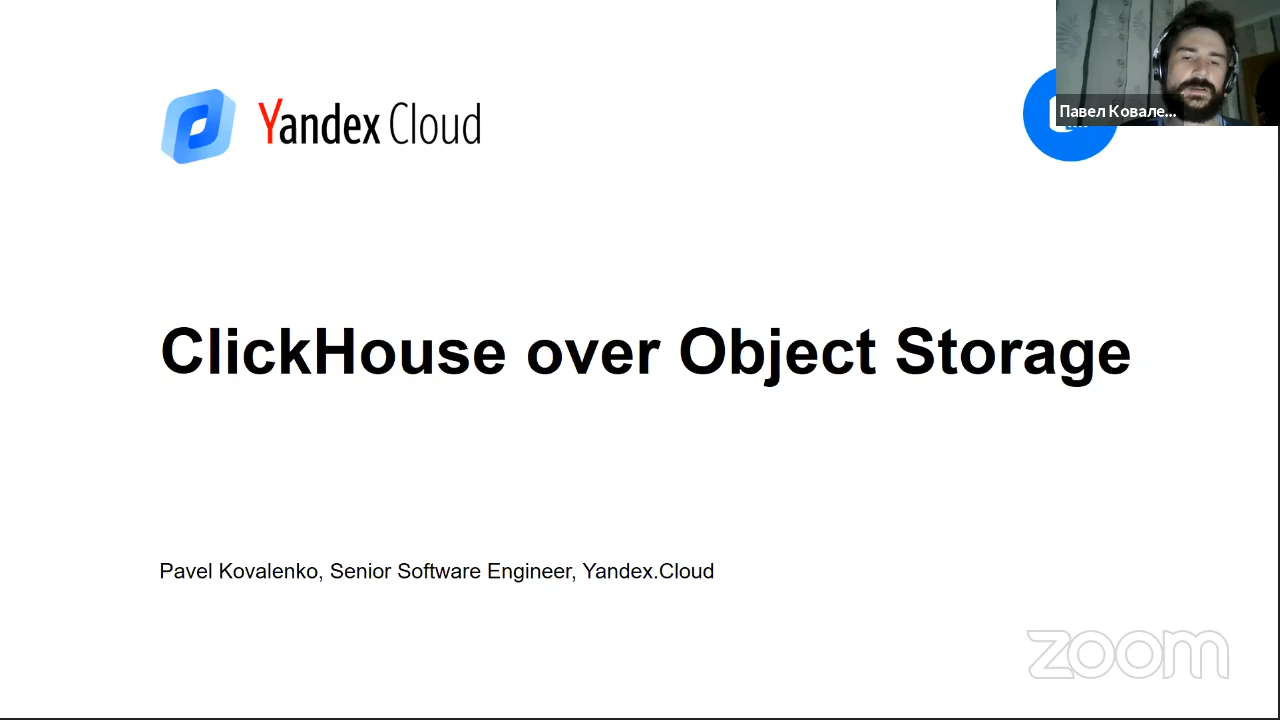 Yandex Cloud
Павел Ковале...
ClickHouse over Object Storage
Pavel Kovalenko, Senior Software Engineer, Yandex.Cloud
zoom